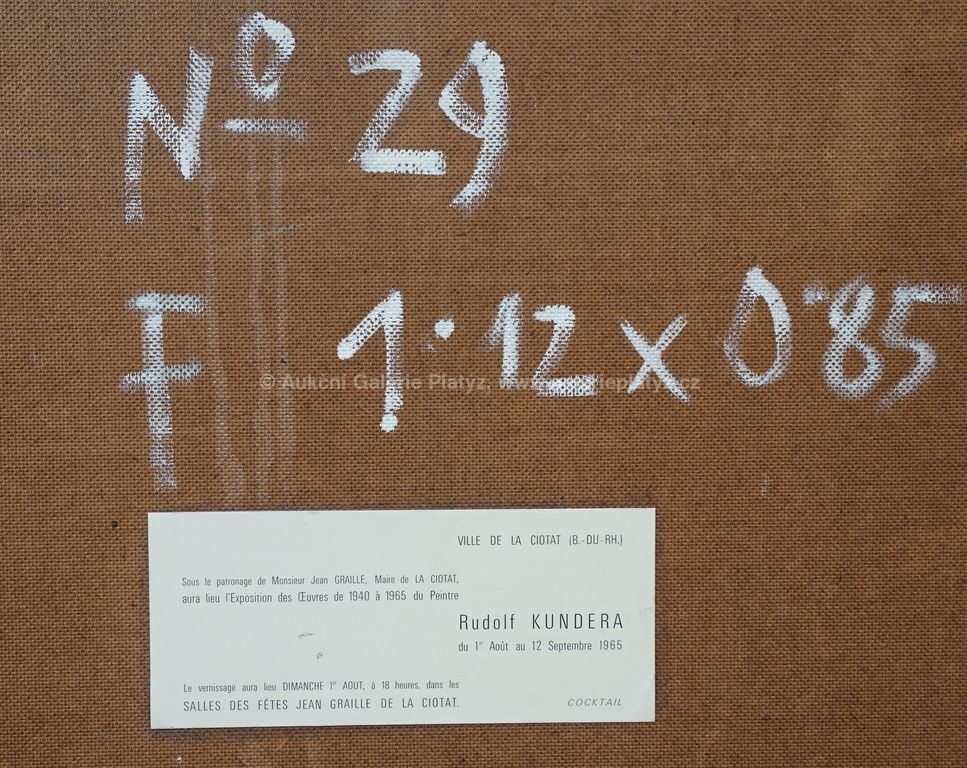 Nº 29
F 1·12 x 0·85
© Aukční Galerie Platýz, www.galerieplatyz.cz
VILLE DE LA CIOTAT (B.-DU-RH.)
Sous le patronage de Monsieur Jean GRAILLE, Maire de LA CIOTAT,
aura lieu l'Exposition des Œuvres de 1940 à 1965 du Peintre
Rudolf KUNDERA
du 1er Août au 12 Septembre 1965
Le vernissage aura lieu DIMANCHE 1er AOUT, à 18 heures, dans les
SALLES DES FÊTES JEAN GRAILLE DE LA CIOTAT.
COCKTAIL